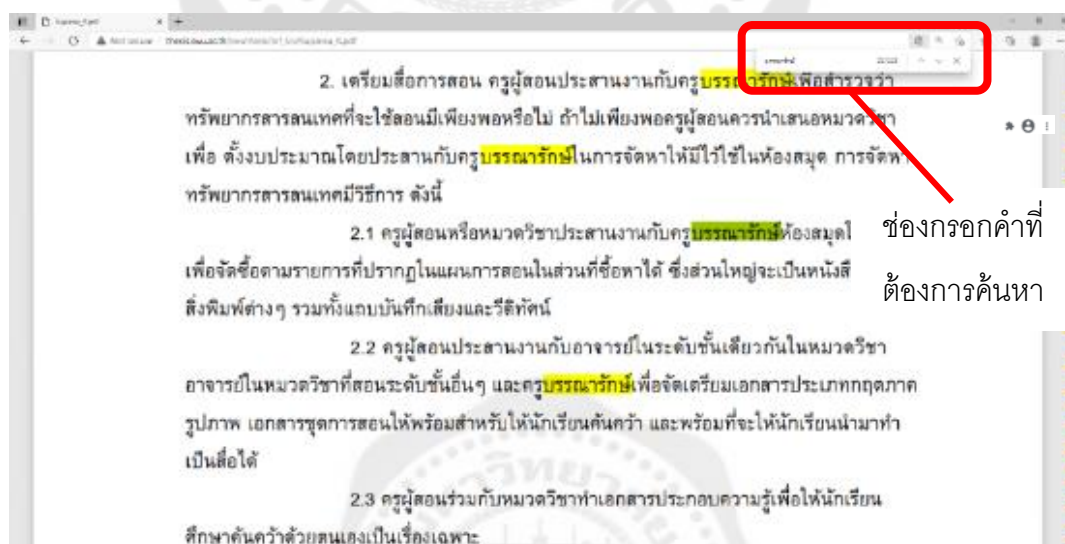 Not secure
2. เตรียมสื่อการสอน ครูผู้สอนประสานงานกับครูบรรณารักษ์เพื่อสำรวจว่า
ทรัพยากรสารสนเทศที่จะใช้สอนมีเพียงพอหรือไม่ ถ้าไม่เพียงพอครูผู้สอนควรนำเสนอหมวดวิชา
เพื่อ ตั้งงบประมาณโดยประสานกับครูบรรณารักษ์ในการจัดหาให้มีไว้ใช้ในห้องสมุด การจัดหา
ทรัพยากรสารสนเทศมีวิธีการ ดังนี้
2.1 ครูผู้สอนหรือหมวดวิชาประสานงานกับครูบรรณารักษ์ห้องสมุดใ
เพื่อจัดซื้อตามรายการที่ปรากฏในแผนการสอนในส่วนที่ซื้อหาได้ ซึ่งส่วนใหญ่จะเป็นหนังสื
สิ่งพิมพ์ต่างๆ รวมทั้งแถบบันทึกเสียงและวีดิทัศน์
2.2 ครูผู้สอนประสานงานกับอาจารย์ในระดับชั้นเดียวกันในหมวดวิชา
อาจารย์ในหมวดวิชาที่สอนระดับชั้นอื่นๆ และครูบรรณารักษ์เพื่อจัดเตรียมเอกสารประเภทกฤตภาค
รูปภาพ เอกสารชุดการสอนให้พร้อมสำหรับให้นักเรียนค้นคว้า และพร้อมที่จะให้นักเรียนนำมาทำ
เป็นสื่อได้
2.3 ครูผู้สอนร่วมกับหมวดวิชาทำเอกสารประกอบความรู้เพื่อให้นักเรียน
ศึกษาค้นคว้าด้วยตนเองเป็นเรื่องเฉพาะ
ช่องกรอกคำที่
ต้องการค้นหา